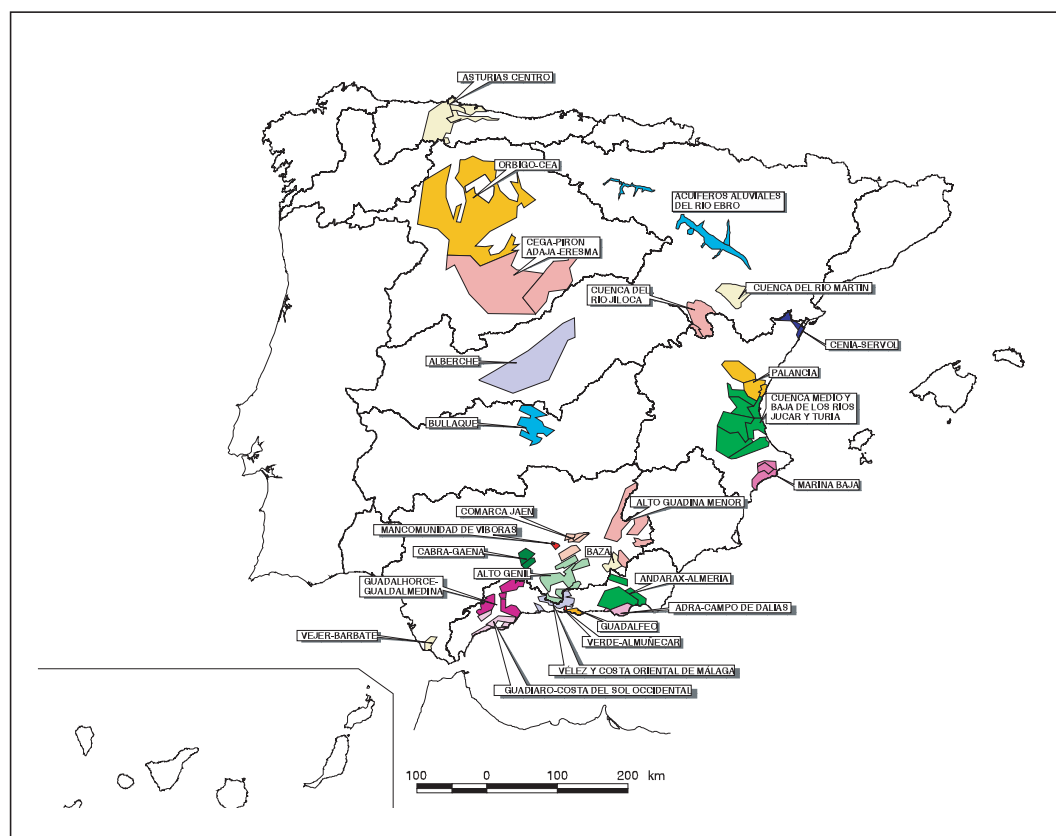 ASTURIAS CENTRO
ORBIGO-CEA
ACUIFEROS ALUVIALES
DEL RIO EBRO
CEGA-PIRON
ADAJA-ERESMA
CUENCA DEL
RIO JILOCA
CUENCA DEL RIO MARTIN
CENIA-SERVOL
ALBERCHE
PALANCIA
CUENCA MEDIO Y
BAJA DE LOS RIOS
JUCAR Y TURIA
BULLAQUE
MARINA BAJA
ALTO GUADINA MENOR
COMARCA JAEN
MANCOMUNIDAD DE VIBORAS
CABRA-GAENA
BAZA
ALTO GENIL
ANDARAX-ALMERIA
GUADALHORCE-
GUALDALMEDINA
ADRA-CAMPO DE DALIAS
GUADALFEO
VEJER-BARBATE
VERDE-ALMUÑECAR
VÉLEZ Y COSTA ORIENTAL DE MÁLAGA
GUADIARO-COSTA DEL SOL OCCIDENTAL
100 0 100 200 km